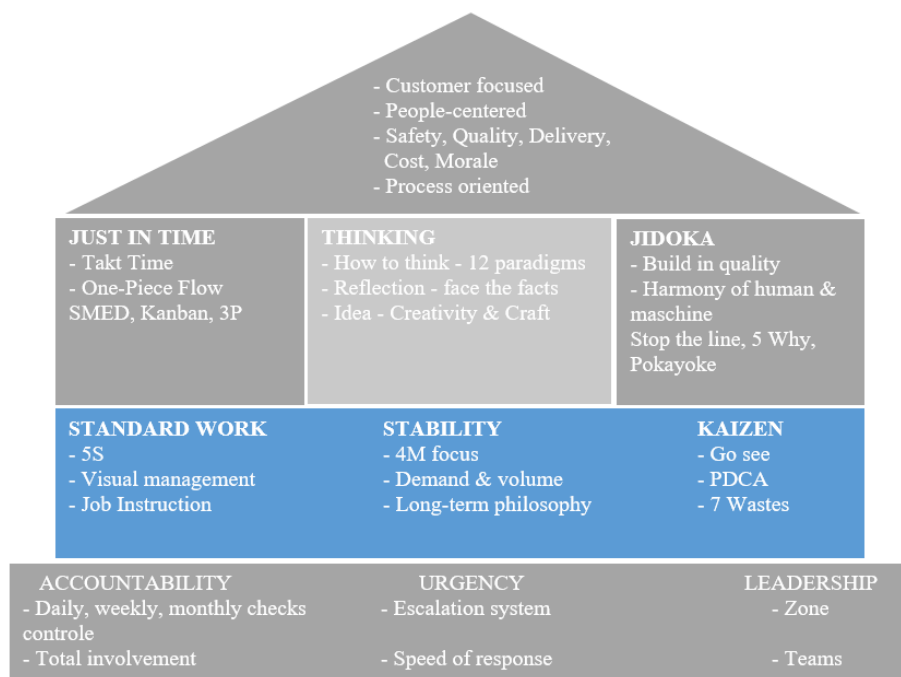 - Customer focused
- People-centered
- Safety, Quality, Delivery,
Cost, Morale
- Process oriented
JUST IN TIME
- Takt Time
- One-Piece Flow
SMED, Kanban, 3P
THINKING
- How to think - 12 paradigms
- Reflection - face the facts
- Idea - Creativity & Craft
JIDOKA
- Build in quality
- Harmony of human &
maschine
Stop the line, 5 Why,
Pokayoke
STANDARD WORK
- 5S
- Visual management
- Job Instruction
STABILITY
- 4M focus
- Demand & volume
- Long-term philosophy
KAIZEN
- Go see
- PDCA
- 7 Wastes
ACCOUNTABILITY
- Daily, weekly, monthly checks
controle
- Total involvement
URGENCY
- Escalation system
- Speed of response
LEADERSHIP
- Zone
- Teams